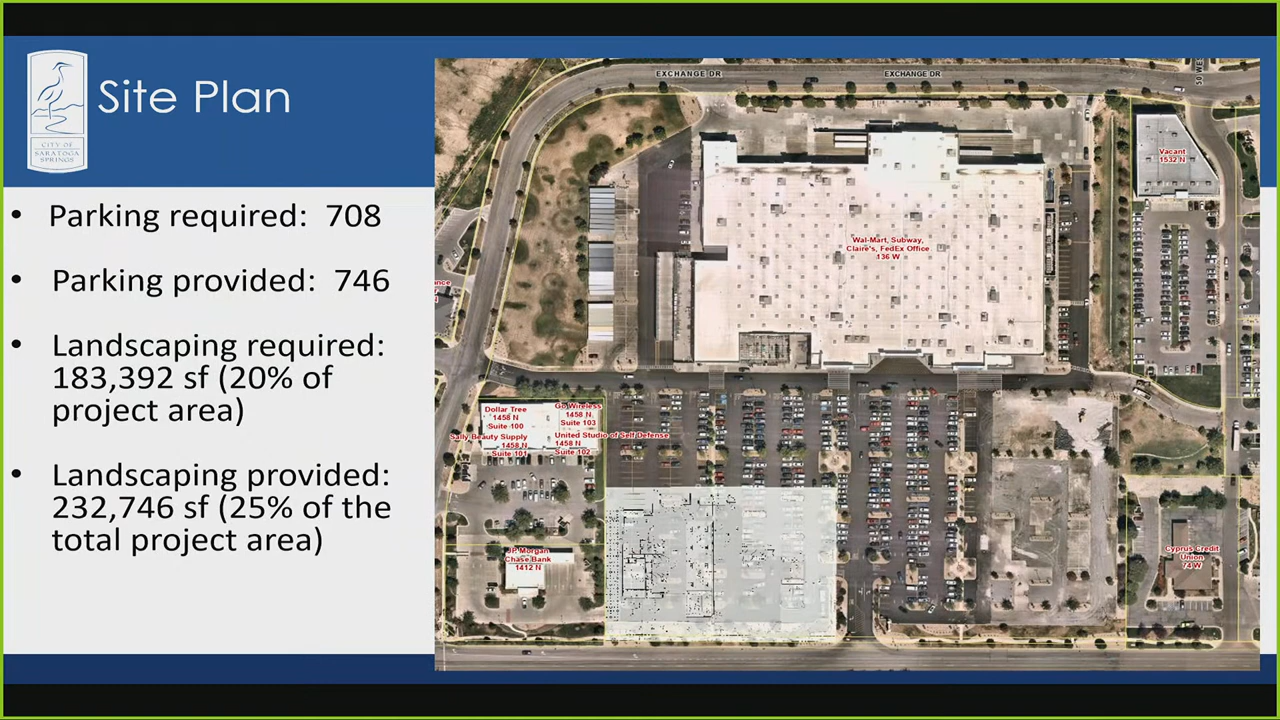 Site Plan
CITY OF
SARATOGA
SPRINGS
• Parking required: 708
• Parking provided: 746
• Landscaping required:
183,392 sf (20% of
project area)
• Landscaping provided:
232,746 sf (25% of the
total project area)
EXCHANGE DR
EXCHANGE DR
Vacant
1532 N
Wal-Mart, Subway,
Claire's, FedEx Office
136 W
Dollar Tree
1458 N
Suite 100
Go Wireless
1458 N
Suite 103
Sally Beauty Supply
1458 N
Suite 101
United Studio of Self Defense
1458 N
Suite 102
JP Morgan
Chase Bank
1412 N
Cyprus Credit
Union
74 W